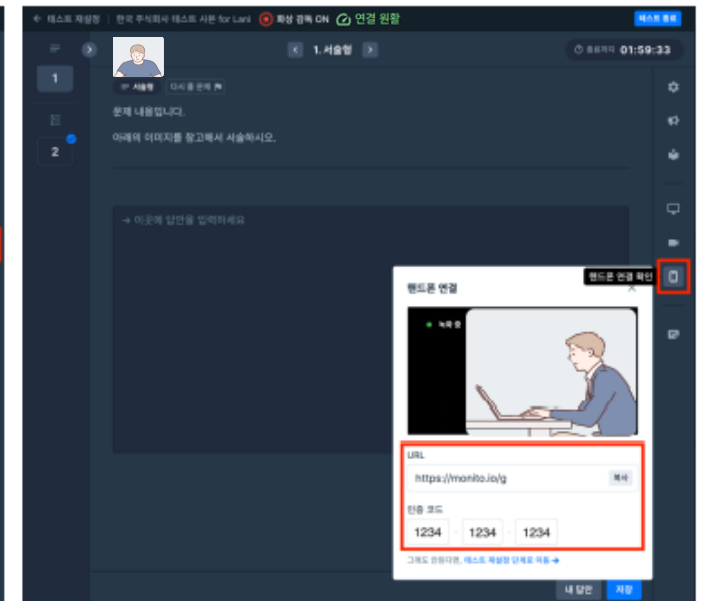 ← 테스트 재설정 | 한국 주식회사 테스트 사본 for Lani 화상 감독 ON 연결 원활 테스트 종료
< 1. 서술형 > 종료까지 01:59:33
1
서술형 다시 볼 문제
문제 내용입니다.
아래의 이미지를 참고해서 서술하시오.
2
→ 이곳에 답안을 입력하세요
핸드폰 연결 확인
핸드폰 연결
녹화 중
URL
https://monito.io/g 복사
인증 코드
1234 - 1234 - 1234
그래도 안된다면, 테스트 재설정 단계로 이동 →
내 답안 저장